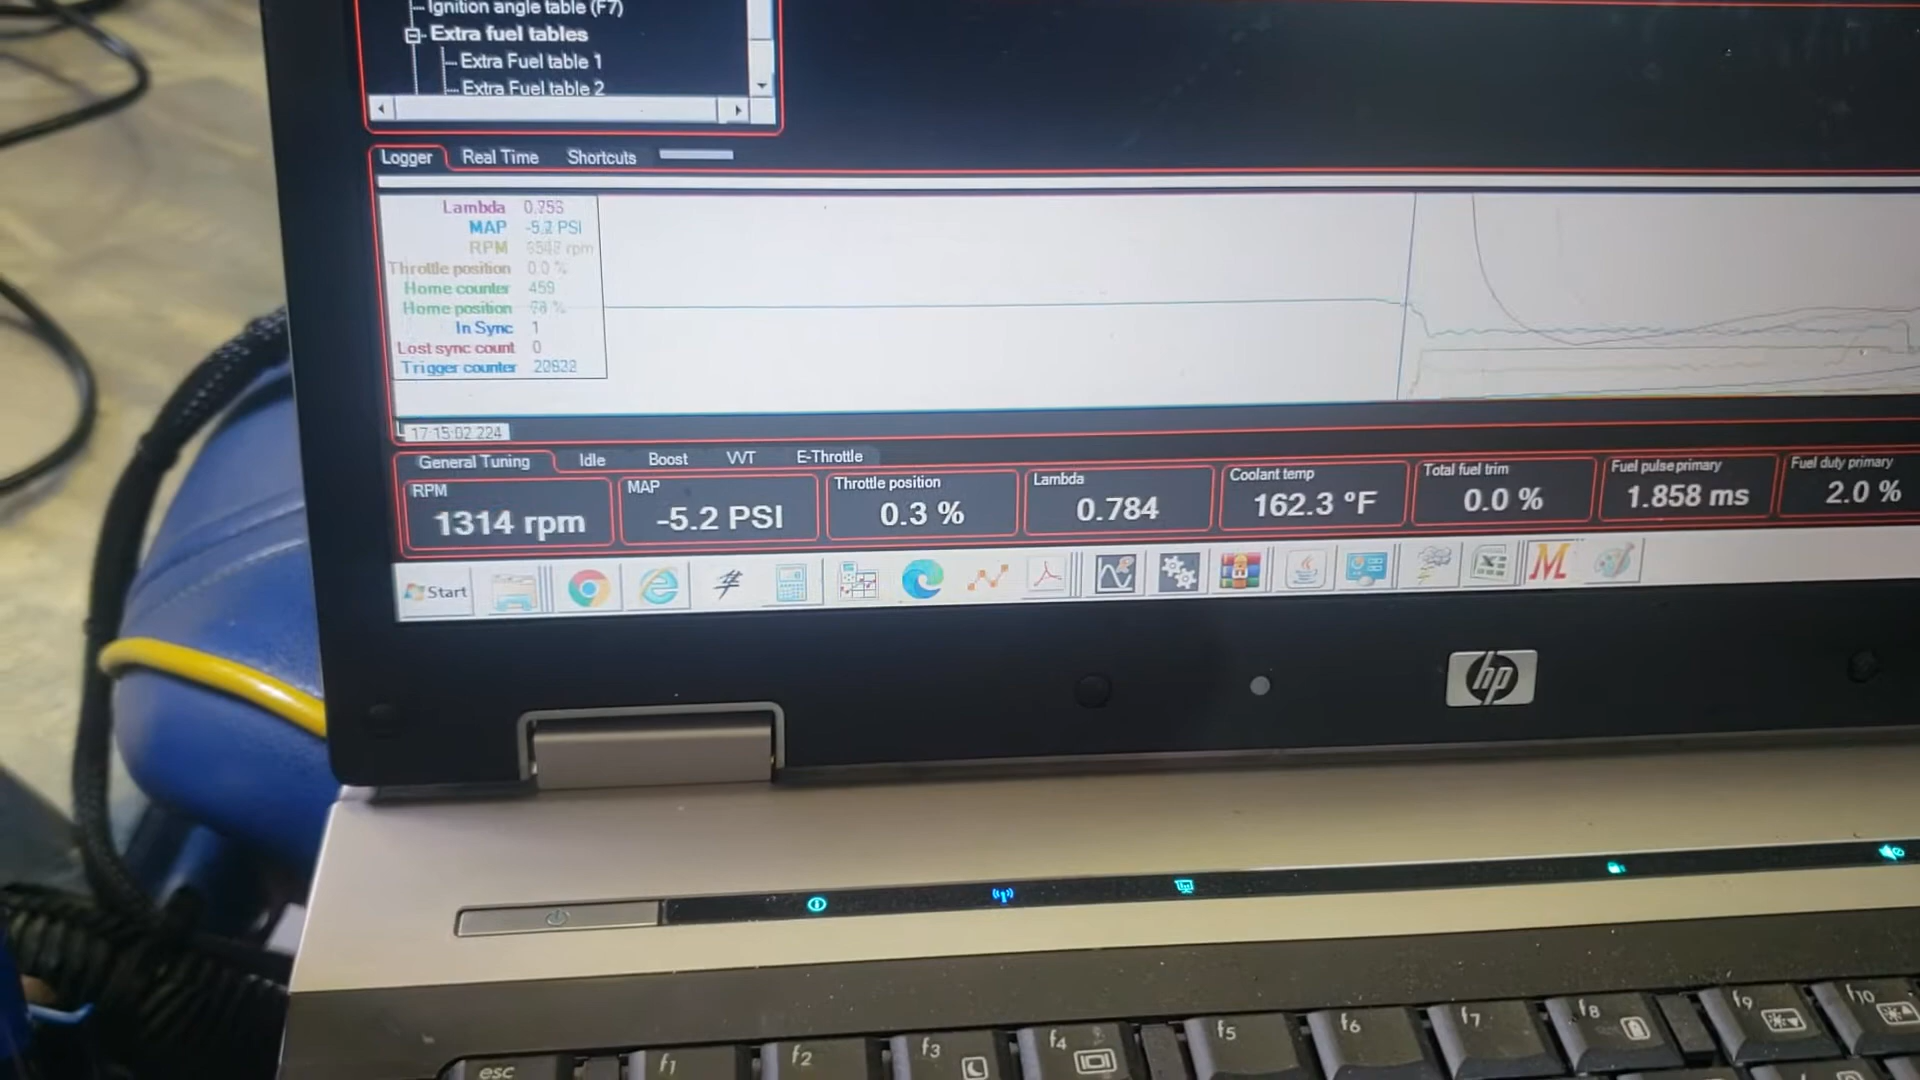 Ignition angle table (F7)
Extra fuel tables
Extra Fuel table 1
Extra Fuel table 2
Logger Real Time Shortcuts
Lambda
MAP -5.2 PSI
RPM rpm
Throttle position 0.0 %
Home counter 459
Home position %
In Sync 1
Lost sync count 0
Trigger counter
17:15:02.224
General Tuning Idle Boost VVT E-Throttle
RPM
1314 rpm
MAP
-5.2 PSI
Throttle position
0.3 %
Lambda
0.784
Coolant temp
162.3 °F
Total fuel trim
0.0 %
Fuel pulse primary
1.858 ms
Fuel duty primary
2.0 %
Start
hp
esc f1 f2 f3 f4 f5 f6 f7 f8 f9 f10